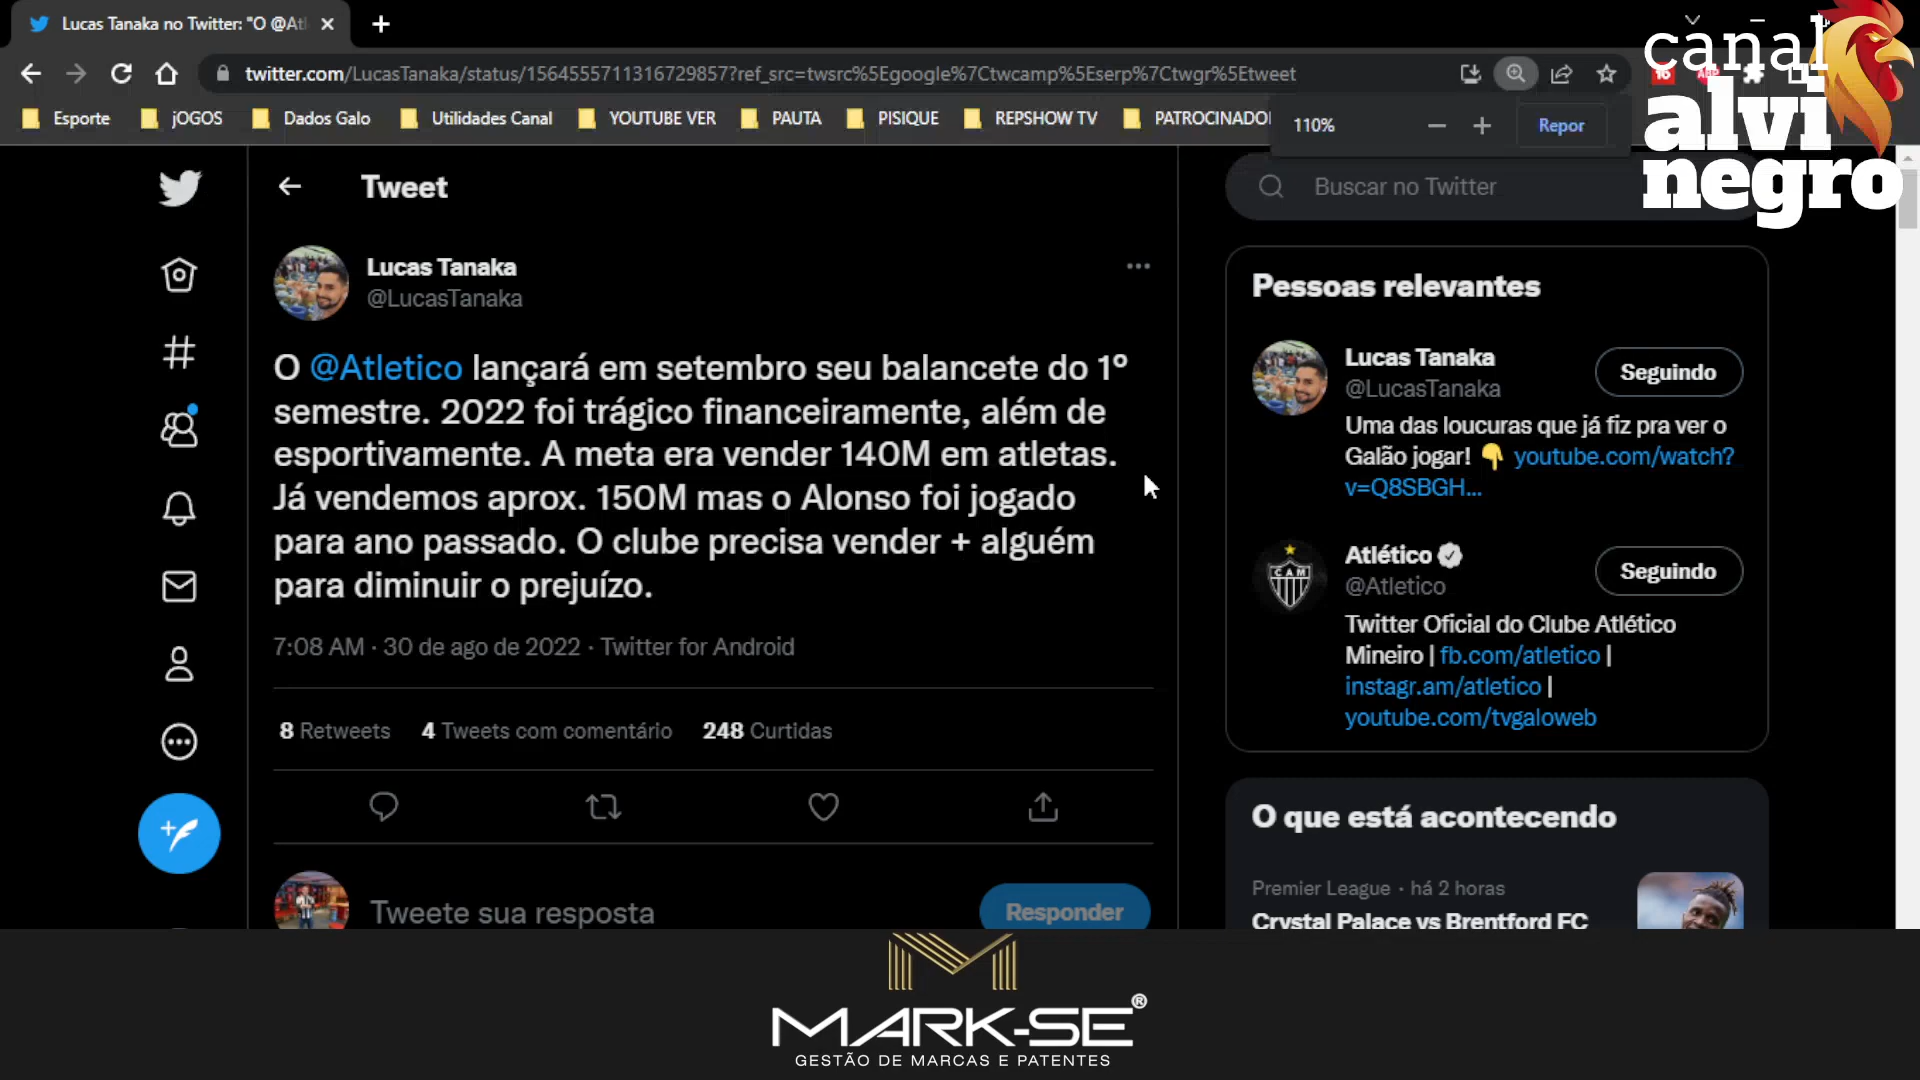 Lucas Tanaka no Twitter: "O @Atl
twitter.com/LucasTanaka/status/1564555711316729857?ref_src=twsrc%5Egoogle%7Ctwcamp%5Eserp%7Ctwgr%5Etweet
16
ABP
Esporte
jOGOS
Dados Galo
Utilidades Canal
YOUTUBE VER
PAUTA
PISIQUE
REPSHOW TV
PATROCINADO
110%
Repor
canal
alvi
negro
Tweet
Buscar no Twitter
Lucas Tanaka
@LucasTanaka
O @Atletico lançará em setembro seu balancete do 1º
semestre. 2022 foi trágico financeiramente, além de
esportivamente. A meta era vender 140M em atletas.
Já vendemos aprox. 150M mas o Alonso foi jogado
para ano passado. O clube precisa vender + alguém
para diminuir o prejuízo.
7:08 AM · 30 de ago de 2022 · Twitter for Android
8 Retweets 4 Tweets com comentário 248 Curtidas
Tweete sua resposta
Responder
Pessoas relevantes
Lucas Tanaka
@LucasTanaka
Seguindo
Uma das loucuras que já fiz pra ver o
Galão jogar! 👇 youtube.com/watch?
v=Q8SBGH...
CAM
Atlético
@Atletico
Seguindo
Twitter Oficial do Clube Atlético
Mineiro | fb.com/atletico |
instagr.am/atletico |
youtube.com/tvgaloweb
O que está acontecendo
Premier League · há 2 horas
Crystal Palace vs Brentford FC
MARK-SE®
GESTÃO DE MARCAS E PATENTES